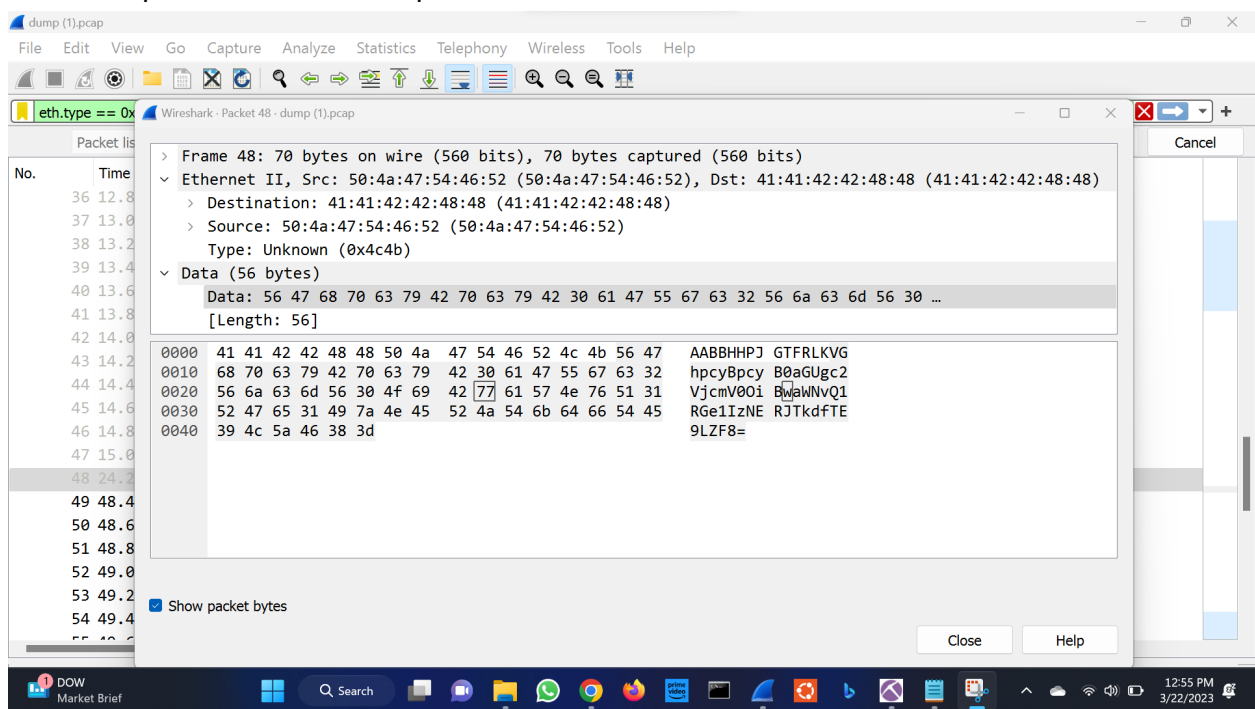 dump (1).pcap
File Edit View Go Capture Analyze Statistics Telephony Wireless Tools Help
eth.type == 0x
Wireshark · Packet 48 · dump (1).pcap
Packet lis
Cancel
No. Time
36 12.8
37 13.0
38 13.2
39 13.4
40 13.6
41 13.8
42 14.0
43 14.2
44 14.4
45 14.6
46 14.8
47 15.0
48 24.2
49 48.4
50 48.6
51 48.8
52 49.0
53 49.2
54 49.4
Frame 48: 70 bytes on wire (560 bits), 70 bytes captured (560 bits)
Ethernet II, Src: 50:4a:47:54:46:52 (50:4a:47:54:46:52), Dst: 41:41:42:42:48:48 (41:41:42:42:48:48)
Destination: 41:41:42:42:48:48 (41:41:42:42:48:48)
Source: 50:4a:47:54:46:52 (50:4a:47:54:46:52)
Type: Unknown (0x4c4b)
Data (56 bytes)
Data: 56 47 68 70 63 79 42 70 63 79 42 30 61 47 55 67 63 32 56 6a 63 6d 56 30 …
[Length: 56]
0000 41 41 42 42 48 48 50 4a 47 54 46 52 4c 4b 56 47 AABBHHPJ GTFRLKVG
0010 68 70 63 79 42 70 63 79 42 30 61 47 55 67 63 32 hpcyBpcy B0aGUgc2
0020 56 6a 63 6d 56 30 4f 69 42 77 61 57 4e 76 51 31 VjcmV0Oi BwaWNvQ1
0030 52 47 65 31 49 7a 4e 45 52 4a 54 6b 64 66 54 45 RGe1IzNE RJTkdfTE
0040 39 4c 5a 46 38 3d 9LZF8=
Show packet bytes
Close Help
1 DOW
Market Brief
Search
prime video
12:55 PM
3/22/2023